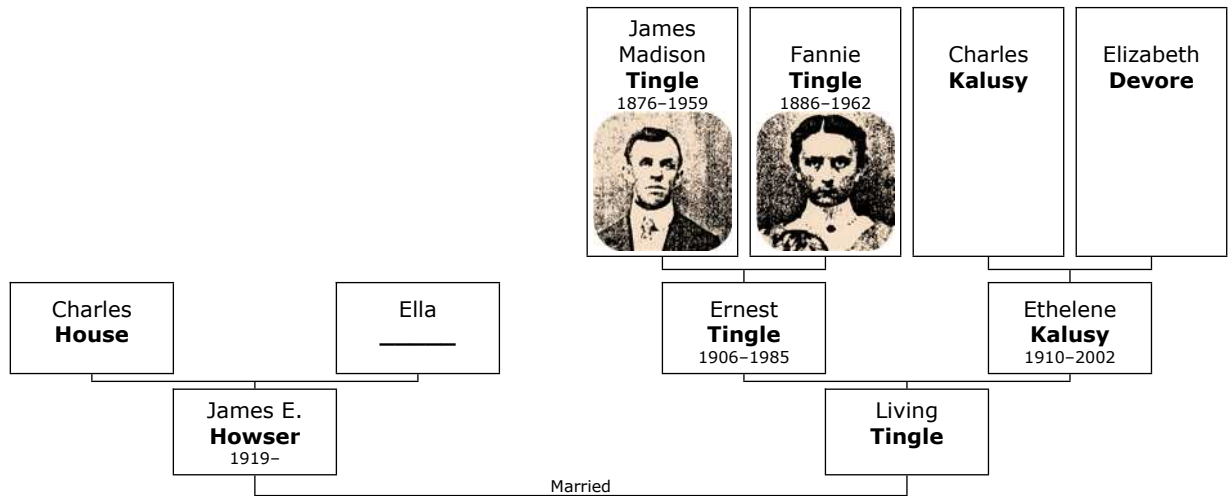 James
Madison
Tingle
1876–1959
Fannie
Tingle
1886–1962
Charles
Kalusy
Elizabeth
Devore
Charles
House
Ella
______
Ernest
Tingle
1906–1985
Ethelene
Kalusy
1910–2002
James E.
Howser
1919–
Living
Tingle
Married